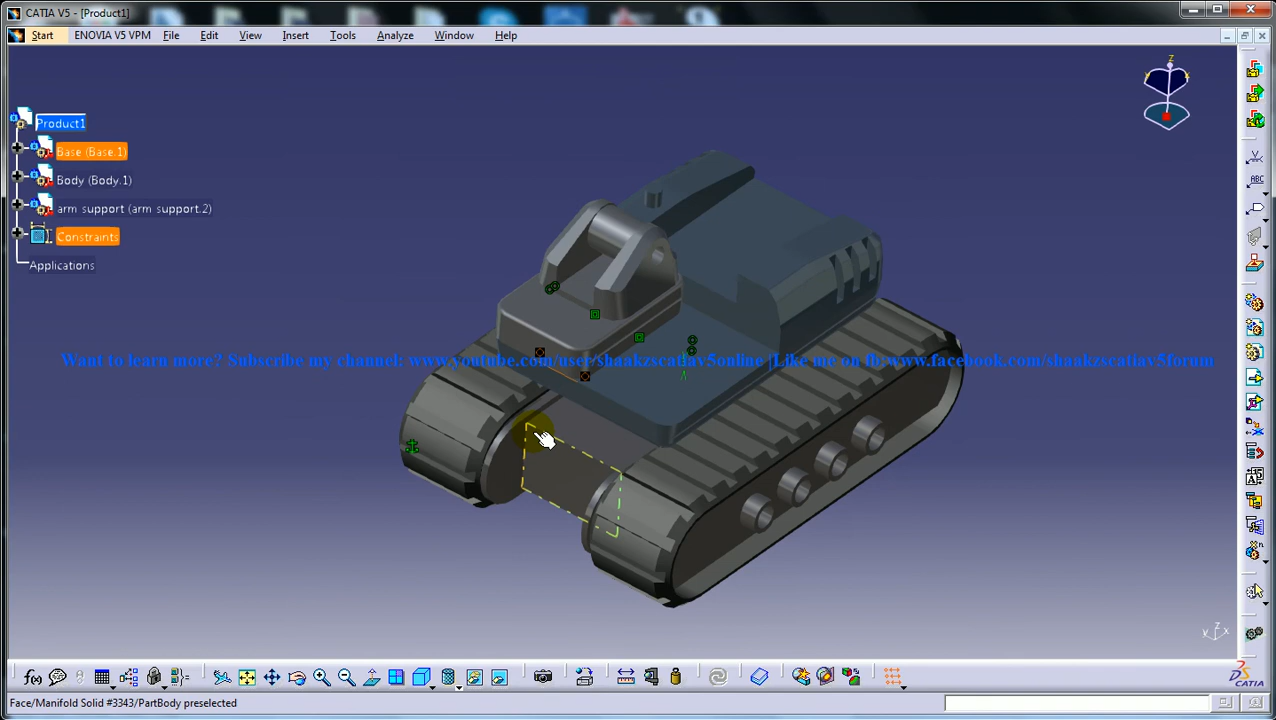 CATIA V5 - [Product1]
Start ENOVIA V5 VPM File Edit View Insert Tools Analyze Window Help
z
Product1
Base (Base.1)
Body (Body.1)
arm support (arm support.2)
Constraints
Applications
Want to learn more? Subscribe my channel: www.youtube.com/user/shaakzscatiav5online |Like me on fb:www.facebook.com/shaakzscatiav5forum
ABC
z
y x
f(x)
CATIA
Face/Manifold Solid #3343/PartBody preselected